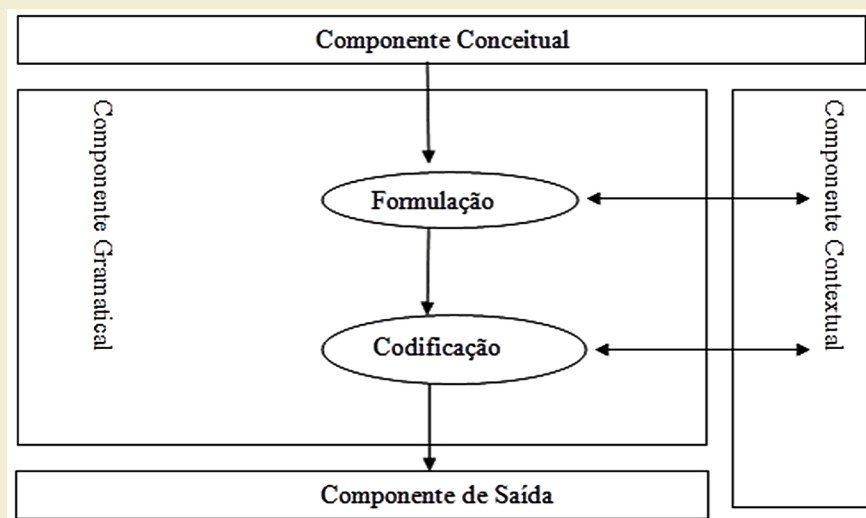 Componente Conceitual
Componente Gramatical
Formulação
Codificação
Componente Contextual
Componente de Saída